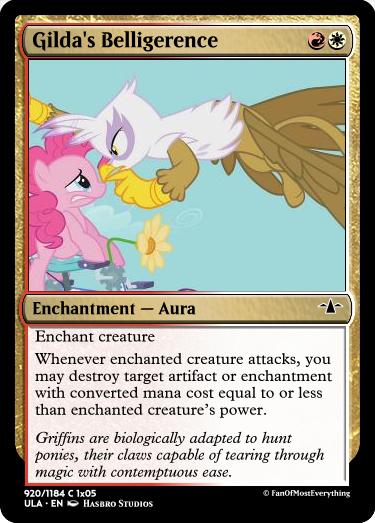 Gilda's Belligerence
Enchantment — Aura
Enchant creature
Whenever enchanted creature attacks, you
may destroy target artifact or enchantment
with converted mana cost equal to or less
than enchanted creature's power.
Griffins are biologically adapted to hunt
ponies, their claws capable of tearing through
magic with contemptuous ease.
920/1184 C 1x05
ULA • EN HASBRO STUDIOS
© FanOfMostEverything